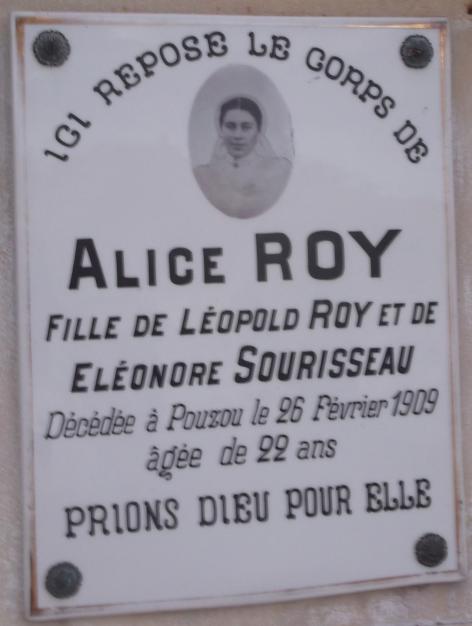 ICI REPOSE LE CORPS DE
ALICE ROY
FILLE DE LÉOPOLD ROY ET DE
ELÉONORE SOURISSEAU
Décédée à Pouzou le 26 Février 1909
âgée de 22 ans
PRIONS DIEU POUR ELLE